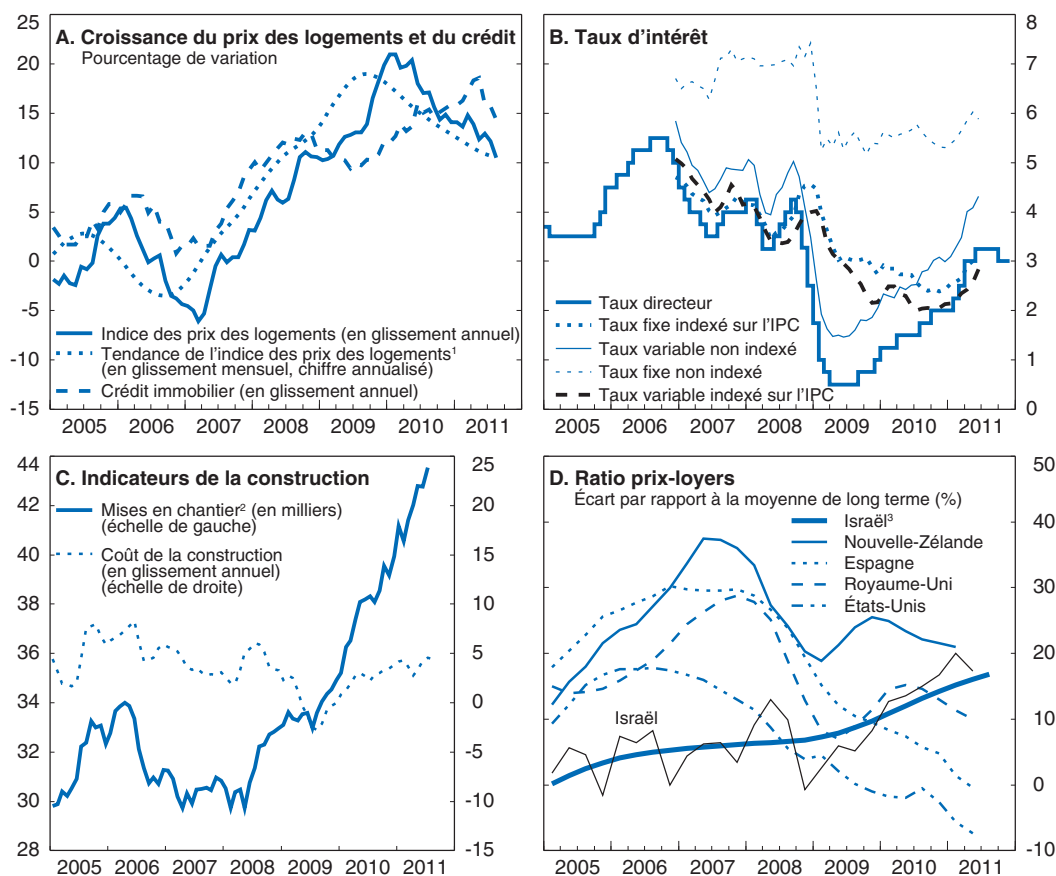 A. Croissance du prix des logements et du crédit
Pourcentage de variation
25
20
15
10
5
0
-5
-10
-15
Indice des prix des logements (en glissement annuel)
Tendance de l'indice des prix des logements¹
(en glissement mensuel, chiffre annualisé)
Crédit immobilier (en glissement annuel)
2005 2006 2007 2008 2009 2010 2011
B. Taux d'intérêt
8
7
6
5
4
3
2
1
0
Taux directeur
Taux fixe indexé sur l'IPC
Taux variable non indexé
Taux fixe non indexé
Taux variable indexé sur l'IPC
2005 2006 2007 2008 2009 2010 2011
C. Indicateurs de la construction
44
42
40
38
36
34
32
30
28
Mises en chantier² (en milliers)
(échelle de gauche)
Coût de la construction
(en glissement annuel)
(échelle de droite)
25
20
15
10
5
0
-5
-10
-15
2005 2006 2007 2008 2009 2010 2011
D. Ratio prix-loyers
Écart par rapport à la moyenne de long terme (%)
Israël³
Nouvelle-Zélande
Espagne
Royaume-Uni
États-Unis
Israël
50
40
30
20
10
0
-10
2005 2006 2007 2008 2009 2010 2011